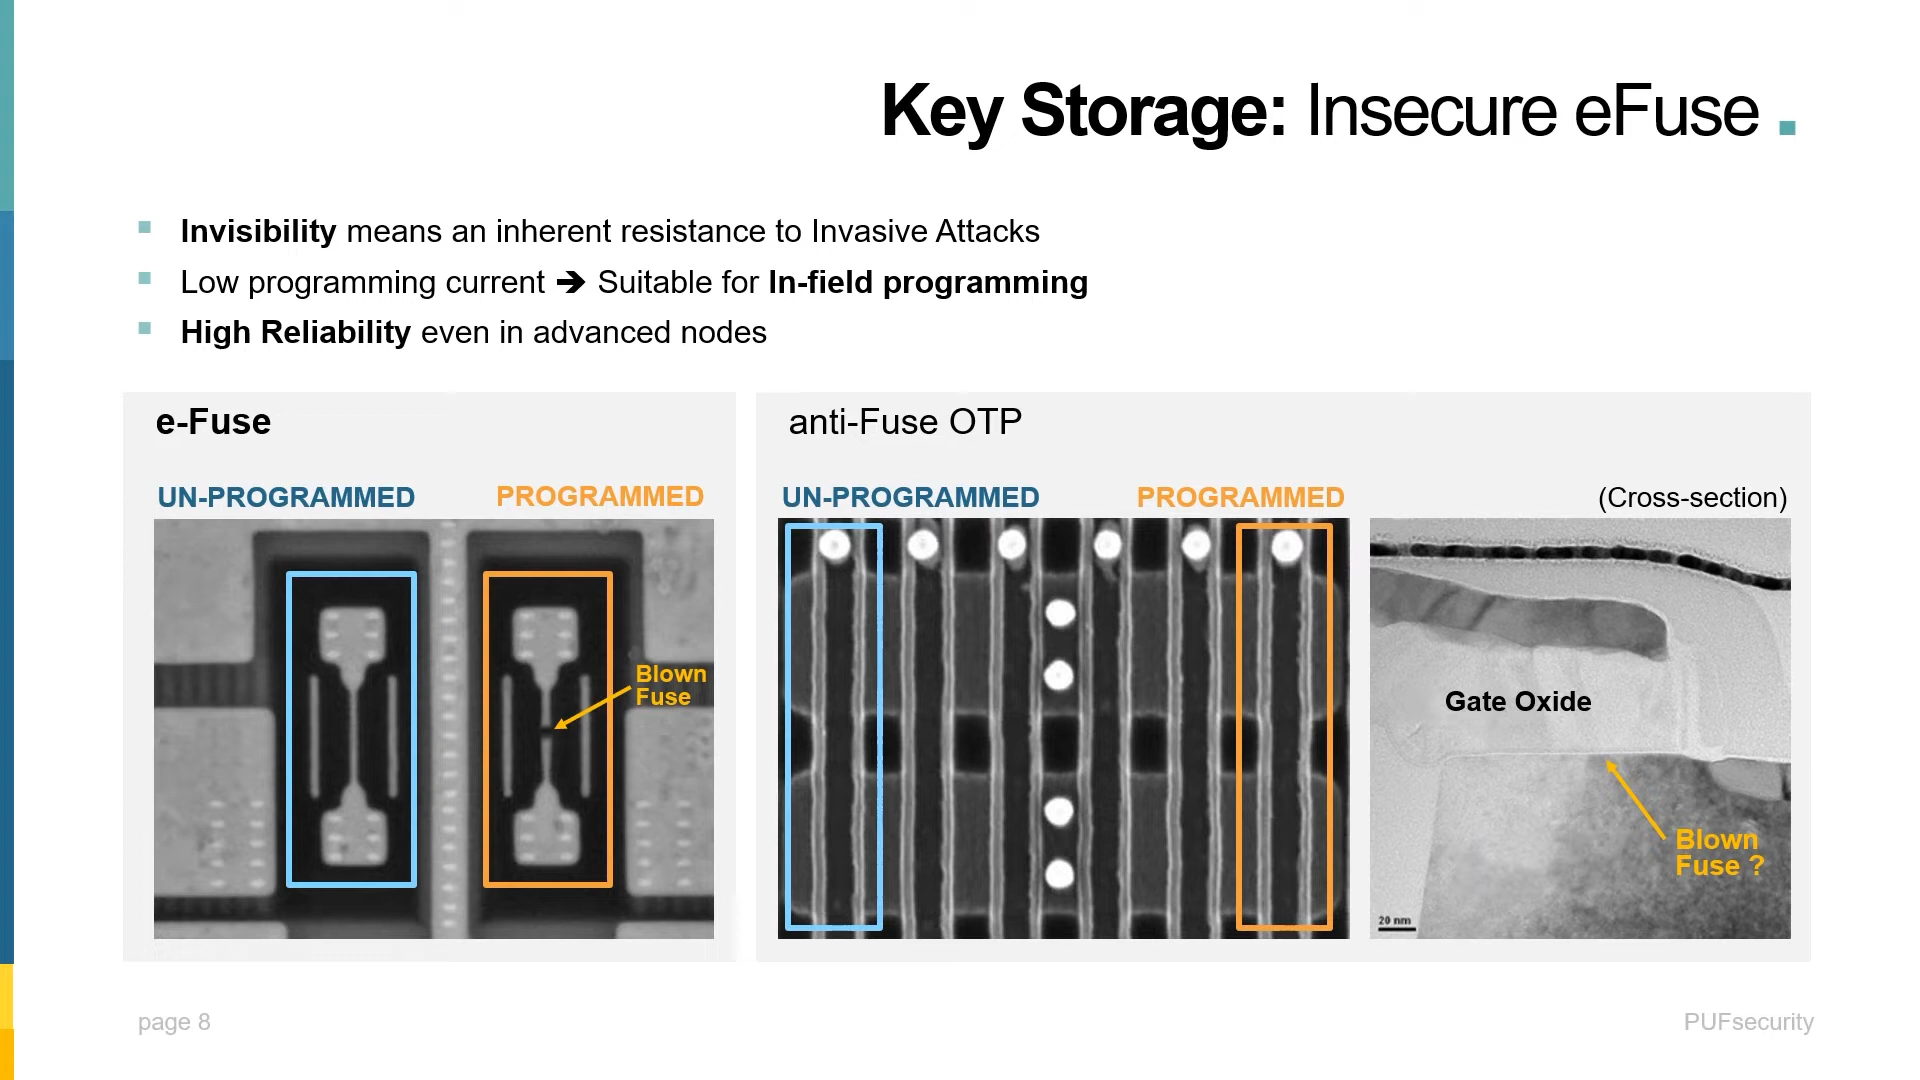 Key Storage: Insecure eFuse .
Invisibility means an inherent resistance to Invasive Attacks
Low programming current ➔ Suitable for In-field programming
High Reliability even in advanced nodes
e-Fuse
UN-PROGRAMMED
PROGRAMMED
Blown
Fuse
anti-Fuse OTP
UN-PROGRAMMED
PROGRAMMED
(Cross-section)
Gate Oxide
Blown
Fuse ?
20 nm
page 8
PUFsecurity